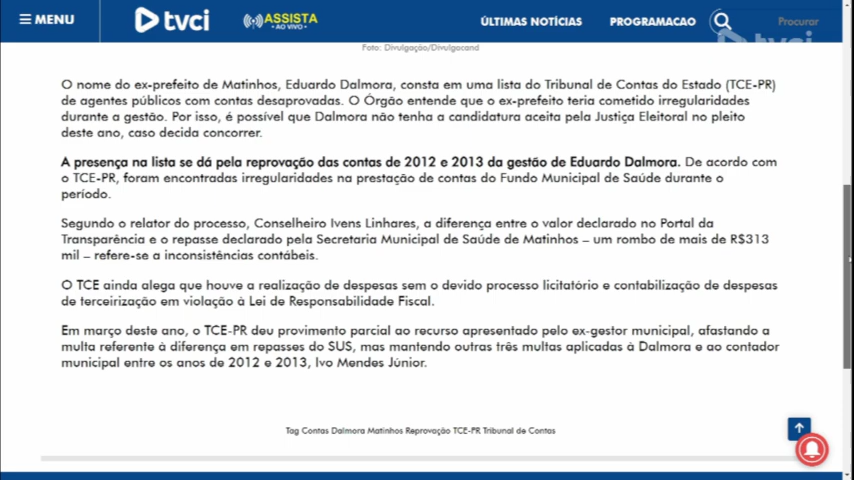 MENU
tvci
ASSISTA
AO VIVO
ÚLTIMAS NOTÍCIAS
PROGRAMACAO
Procurar
tvci
Foto: Divulgação/Divulgacand
O nome do ex-prefeito de Matinhos, Eduardo Dalmora, consta em uma lista do Tribunal de Contas do Estado (TCE-PR)
de agentes públicos com contas desaprovadas. O Órgão entende que o ex-prefeito teria cometido irregularidades
durante a gestão. Por isso, é possível que Dalmora não tenha a candidatura aceita pela Justiça Eleitoral no pleito
deste ano, caso decida concorrer.
A presença na lista se dá pela reprovação das contas de 2012 e 2013 da gestão de Eduardo Dalmora. De acordo com
o TCE-PR, foram encontradas irregularidades na prestação de contas do Fundo Municipal de Saúde durante o
período.
Segundo o relator do processo, Conselheiro Ivens Linhares, a diferença entre o valor declarado no Portal da
Transparência e o repasse declarado pela Secretaria Municipal de Saúde de Matinhos – um rombo de mais de R$313
mil – refere-se a inconsistências contábeis.
O TCE ainda alega que houve a realização de despesas sem o devido processo licitatório e contabilização de despesas
de terceirização em violação à Lei de Responsabilidade Fiscal.
Em março deste ano, o TCE-PR deu provimento parcial ao recurso apresentado pelo ex-gestor municipal, afastando a
multa referente à diferença em repasses do SUS, mas mantendo outras três multas aplicadas à Dalmora e ao contador
municipal entre os anos de 2012 e 2013, Ivo Mendes Júnior.
Tag Contas Dalmora Matinhos Reprovação TCE-PR Tribunal de Contas